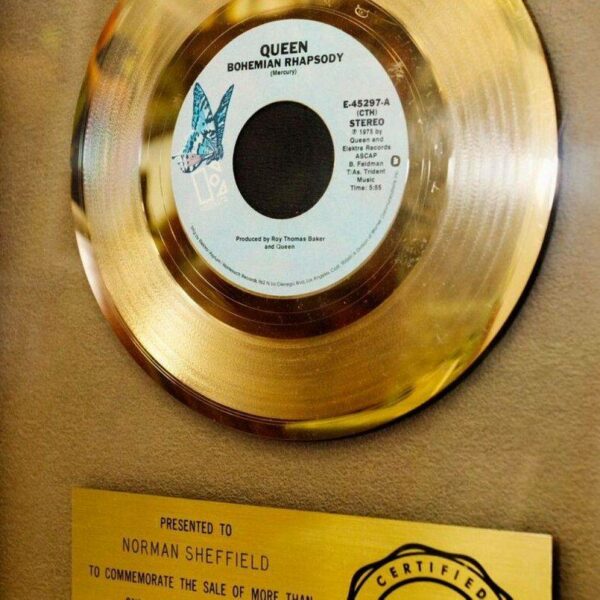 QUEEN
BOHEMIAN RHAPSODY
(Mercury)
E-45297-A
(CTH)
STEREO
℗ 1975 by
Queen and
Elektra Records
ASCAP
B. Feldman
T/As. Trident
Music
Time: 5:55
Produced by Roy Thomas Baker
and Queen
PRESENTED TO
NORMAN SHEFFIELD
TO COMMEMORATE THE SALE OF MORE THAN
CERTIFIED